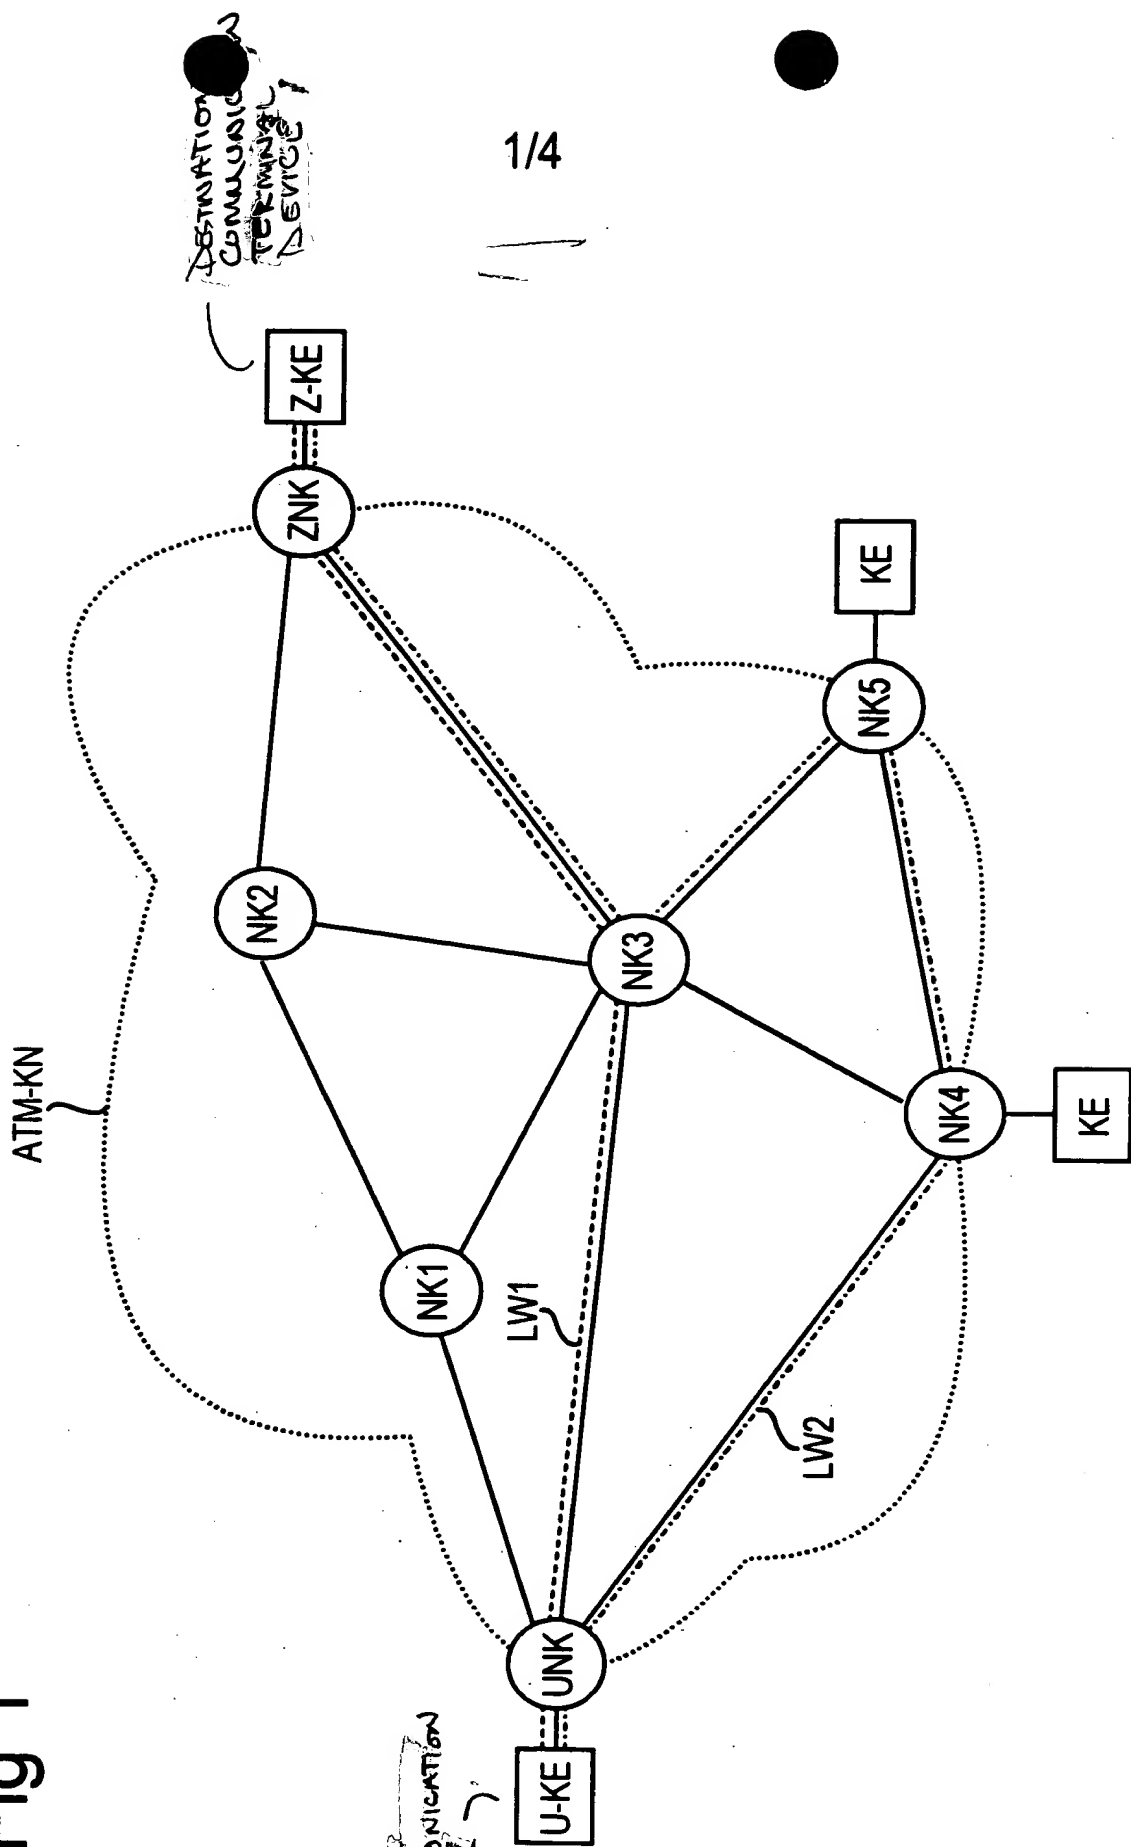 1/4
DESTINATION
TERMINAL
DEVICE
ATM-KN
Z-KE
ZNK
KE
NK5
NK2
NK3
NK4
KE
NK1
LW1
LW2
UNK
U-KE